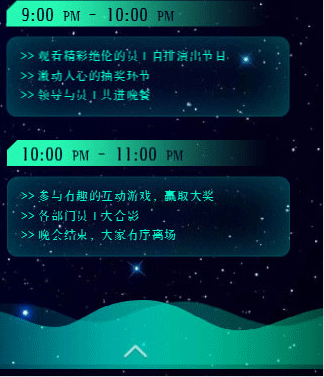 9:00 PM - 10:00 PM
>> 观看精彩绝伦的员工自排演出节目
>> 激动人心的抽奖环节
>> 领导与员工共进晚餐
10:00 PM - 11:00 PM
>> 参与有趣的互动游戏，赢取大奖
>> 各部门员工大合影
>> 晚会结束，大家有序离场